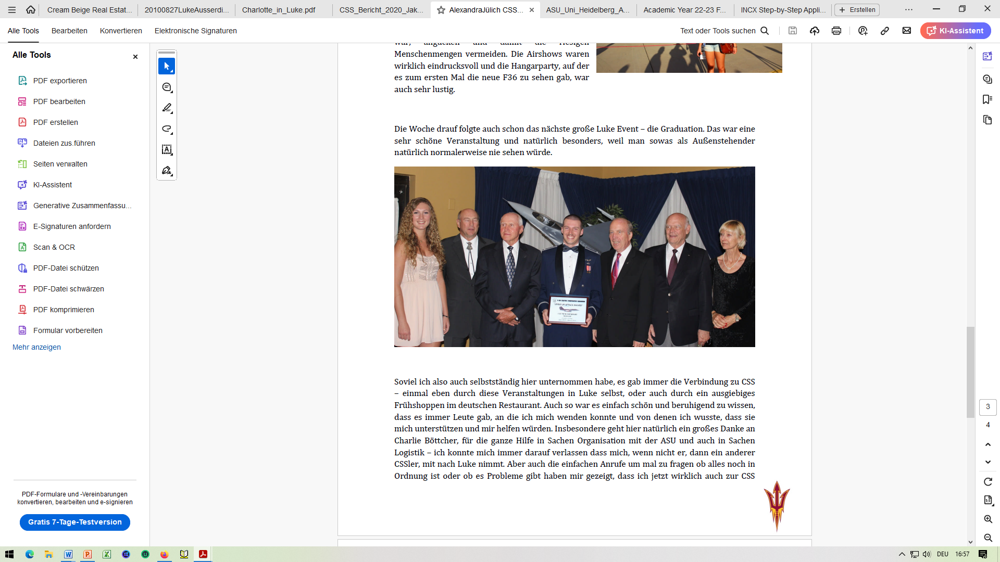 Cream Beige Real Estat...
20100827LukeAusserdi...
Charlotte_in_Luke.pdf
CSS_Bericht_2020_Jak...
AlexandraJülich CSS...
ASU_Uni_Heidelberg_A...
Academic Year 22-23 F...
INCX Step-by-Step Appli...
Erstellen
Alle Tools
Bearbeiten
Konvertieren
Elektronische Signaturen
Text oder Tools suchen
KI-Assistent
Alle Tools
PDF exportieren
PDF bearbeiten
PDF erstellen
Dateien zus.führen
Seiten verwalten
KI-Assistent
Generative Zusammenfassu...
E-Signaturen anfordern
Scan & OCR
PDF-Datei schützen
PDF-Datei schwärzen
PDF komprimieren
Formular vorbereiten
Mehr anzeigen
PDF-Formulare und -Vereinbarungen
konvertieren, bearbeiten und e-signieren
Gratis 7-Tage-Testversion
war, angucken und damit die riesigen
Menschenmengen vermeiden. Die Airshows waren
wirklich eindrucksvoll und die Hangarparty, auf der
es zum ersten Mal die neue F36 zu sehen gab, war
auch sehr lustig.
Die Woche drauf folgte auch schon das nächste große Luke Event – die Graduation. Das war eine
sehr schöne Veranstaltung und natürlich besonders, weil man sowas als Außenstehender
natürlich normalerweise nie sehen würde.
"SPIRIT OF ATTACK AWARD"
Soviel ich also auch selbstständig hier unternommen habe, es gab immer die Verbindung zu CSS
– einmal eben durch diese Veranstaltungen in Luke selbst, oder auch durch ein ausgiebiges
Frühshoppen im deutschen Restaurant. Auch so war es einfach schön und beruhigend zu wissen,
dass es immer Leute gab, an die ich mich wenden konnte und von denen ich wusste, dass sie
mich unterstützen und mir helfen würden. Insbesondere geht hier natürlich ein großes Danke an
Charlie Böttcher, für die ganze Hilfe in Sachen Organisation mit der ASU und auch in Sachen
Logistik – ich konnte mich immer darauf verlassen dass mich, wenn nicht er, dann ein anderer
CSSler, mit nach Luke nimmt. Aber auch die einfachen Anrufe um mal zu fragen ob alles noch in
Ordnung ist oder ob es Probleme gibt haben mir gezeigt, dass ich jetzt wirklich auch zur CSS
3
4
DEU
16:57